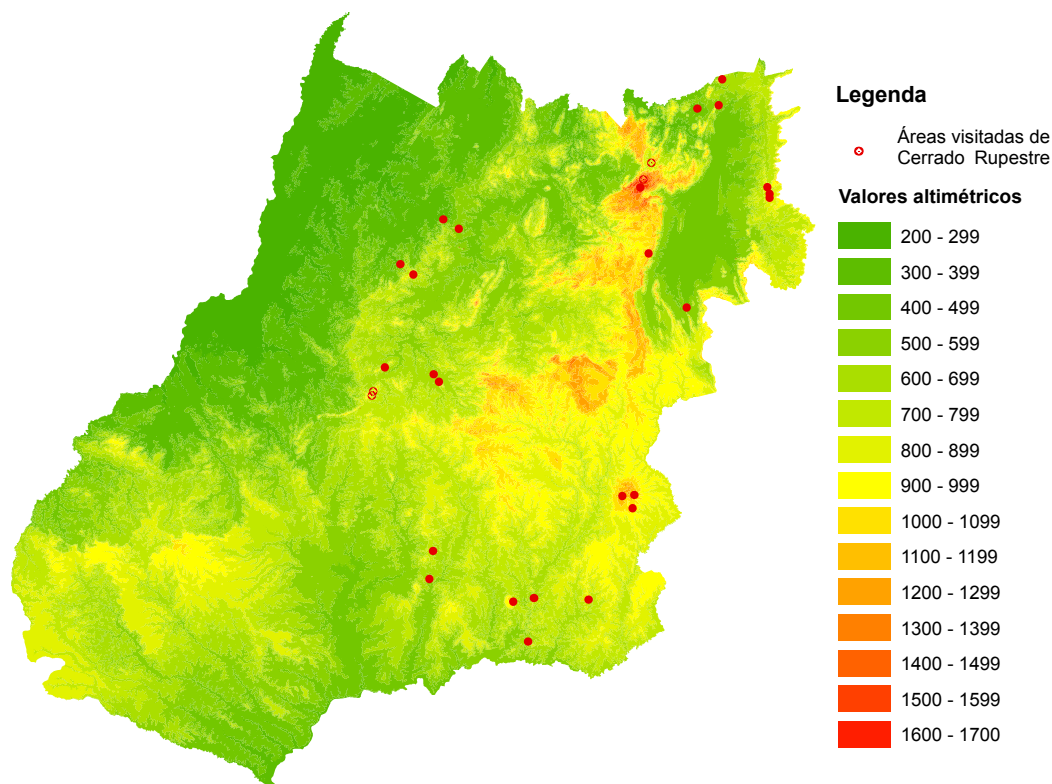 Legenda
Áreas visitadas de
Cerrado Rupestre
Valores altimétricos
200 - 299
300 - 399
400 - 499
500 - 599
600 - 699
700 - 799
800 - 899
900 - 999
1000 - 1099
1100 - 1199
1200 - 1299
1300 - 1399
1400 - 1499
1500 - 1599
1600 - 1700